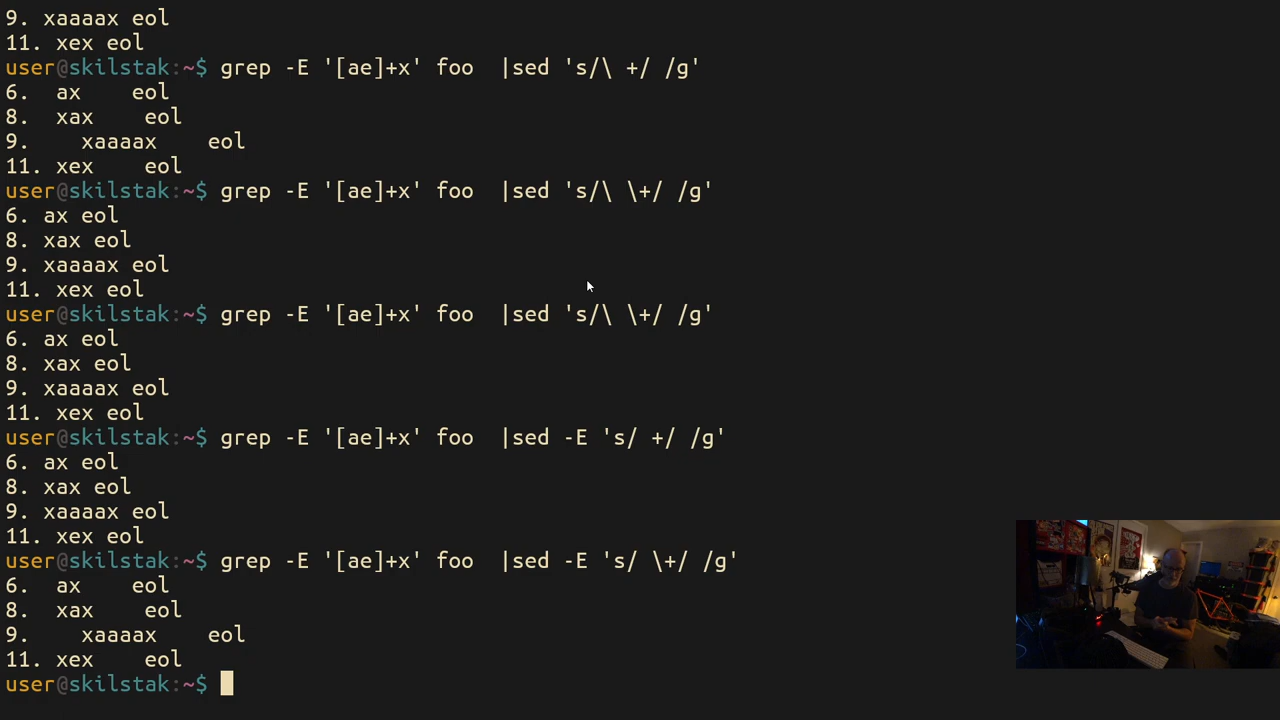 9. xaaaax eol
11. xex eol
user@skilstak:~$ grep -E '[ae]+x' foo  |sed 's/\ +/ /g'
6.  ax    eol
8.  xax    eol
9.    xaaaax    eol
11. xex    eol
user@skilstak:~$ grep -E '[ae]+x' foo  |sed 's/\ \+/ /g'
6. ax eol
8. xax eol
9. xaaaax eol
11. xex eol
user@skilstak:~$ grep -E '[ae]+x' foo  |sed 's/\ \+/ /g'
6. ax eol
8. xax eol
9. xaaaax eol
11. xex eol
user@skilstak:~$ grep -E '[ae]+x' foo  |sed -E 's/ +/ /g'
6. ax eol
8. xax eol
9. xaaaax eol
11. xex eol
user@skilstak:~$ grep -E '[ae]+x' foo  |sed -E 's/ \+/ /g'
6.  ax    eol
8.  xax    eol
9.    xaaaax    eol
11. xex    eol
user@skilstak:~$